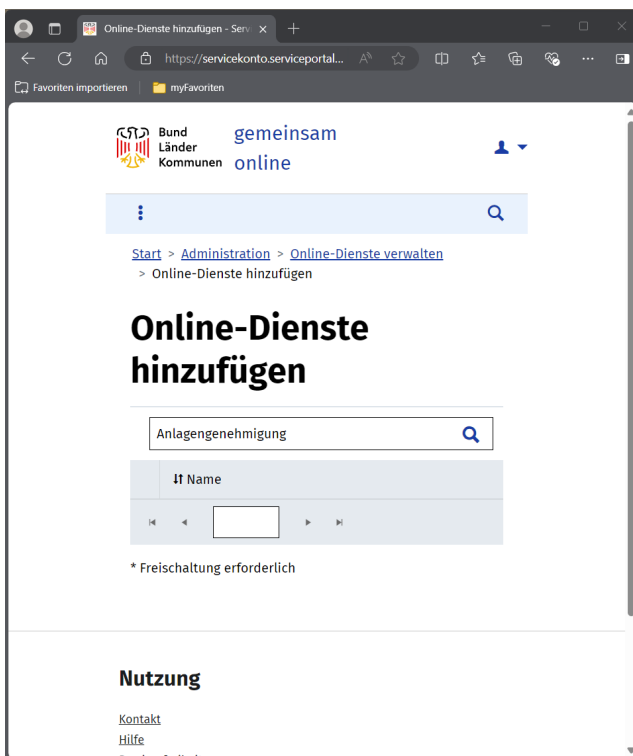 Online-Dienste hinzufügen - Serv
https://servicekonto.serviceportal...
Favoriten importieren
myFavoriten
Bund
Länder
Kommunen
gemeinsam
online
Start > Administration > Online-Dienste verwalten
> Online-Dienste hinzufügen
Online-Dienste
hinzufügen
Anlagengenehmigung
Name
* Freischaltung erforderlich
Nutzung
Kontakt
Hilfe